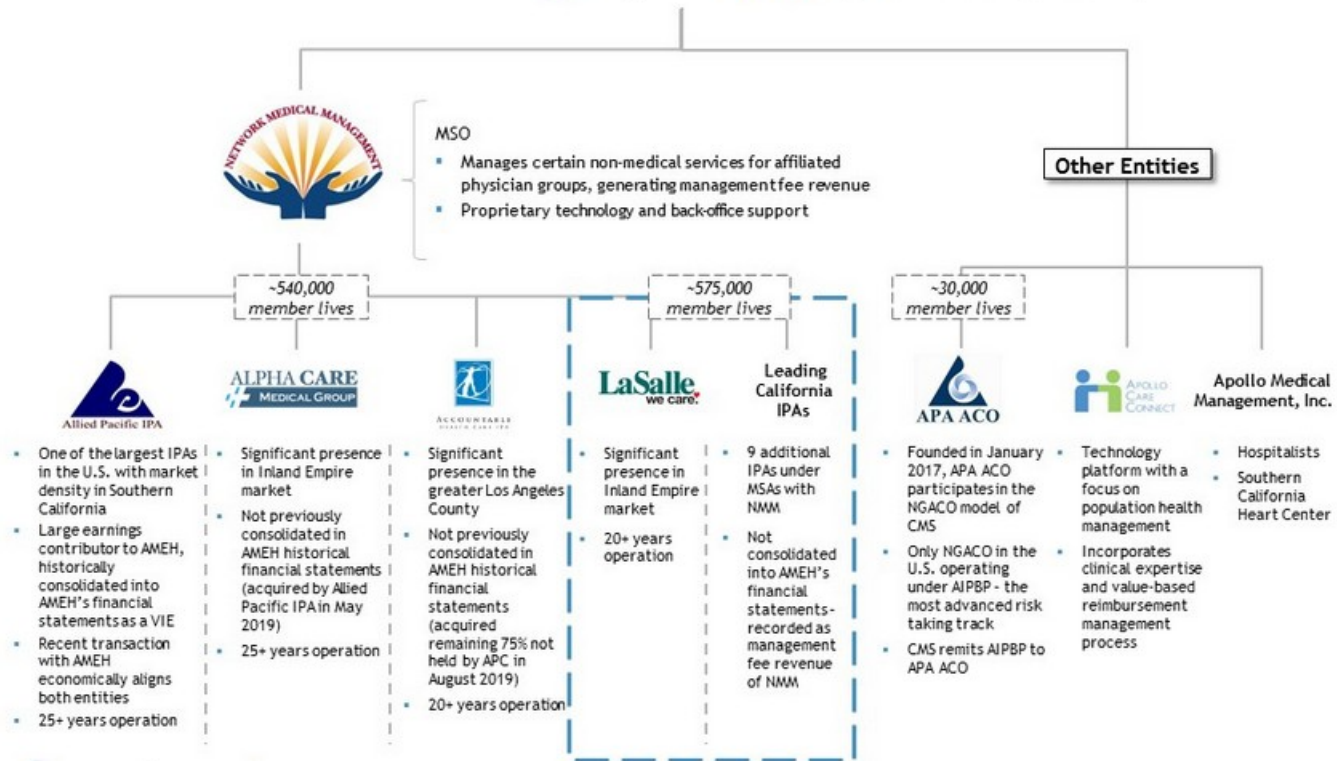 NETWORK MEDICAL MANAGEMENT
MSO
▪ Manages certain non-medical services for affiliated
physician groups, generating management fee revenue
▪ Proprietary technology and back-office support
Other Entities
~540,000
member lives
~575,000
member lives
~30,000
member lives
Allied Pacific IPA
▪ One of the largest IPAs
in the U.S. with market
density in Southern
California
▪ Large earnings
contributor to AMEH,
historically
consolidated into
AMEH's financial
statements as a VIE
▪ Recent transaction
with AMEH
economically aligns
both entities
▪ 25+ years operation
ALPHA CARE
MEDICAL GROUP
▪ Significant presence
in Inland Empire
market
▪ Not previously
consolidated in
AMEH historical
financial statements
(acquired by Allied
Pacific IPA in May
2019)
▪ 25+ years operation
ACCOUNTABLE
HEALTH CARE IPA
▪ Significant
presence in the
greater Los Angeles
County
▪ Not previously
consolidated in
AMEH historical
financial
statements
(acquired
remaining 75% not
held by APC in
August 2019)
▪ 20+ years operation
LaSalle
we care.
▪ Significant
presence in
Inland Empire
market
▪ 20+ years
operation
Leading
California
IPAs
▪ 9 additional
IPAs under
MSAs with
NMM
▪ Not
consolidated
into AMEH's
financial
statements-
recorded as
management
fee revenue
of NMM
APA ACO
▪ Founded in January
2017, APA ACO
participates in the
NGACO model of
CMS
▪ Only NGACO in the
U.S. operating
under AIPBP - the
most advanced risk
taking track
▪ CMS remits AIPBP to
APA ACO
APOLLO
CARE
CONNECT
▪ Technology
platform with a
focus on
population health
management
▪ Incorporates
clinical expertise
and value-based
reimbursement
management
process
Apollo Medical
Management, Inc.
▪ Hospitalists
▪ Southern
California
Heart Center